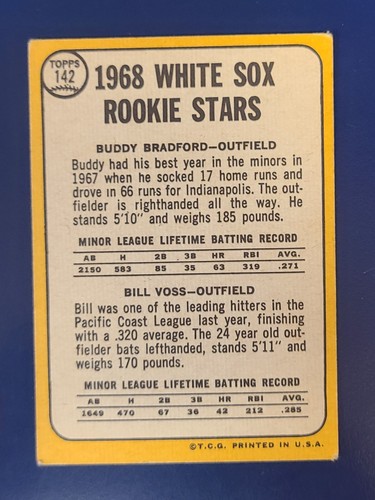 TOPPS
142
1968 WHITE SOX
ROOKIE STARS
BUDDY BRADFORD—OUTFIELD
Buddy had his best year in the minors in
1967 when he socked 17 home runs and
drove in 66 runs for Indianapolis. The out-
fielder is righthanded all the way. He
stands 5'10" and weighs 185 pounds.
MINOR LEAGUE LIFETIME BATTING RECORD
AB H 2B 3B HR RBI AVG.
2150 583 85 35 63 319 .271
BILL VOSS—OUTFIELD
Bill was one of the leading hitters in the
Pacific Coast League last year, finishing
with a .320 average. The 24 year old out-
fielder bats lefthanded, stands 5'11" and
weighs 170 pounds.
MINOR LEAGUE LIFETIME BATTING RECORD
AB H 2B 3B HR RBI AVG.
1649 470 67 36 42 212 .285
©T.C.G. PRINTED IN U.S.A.